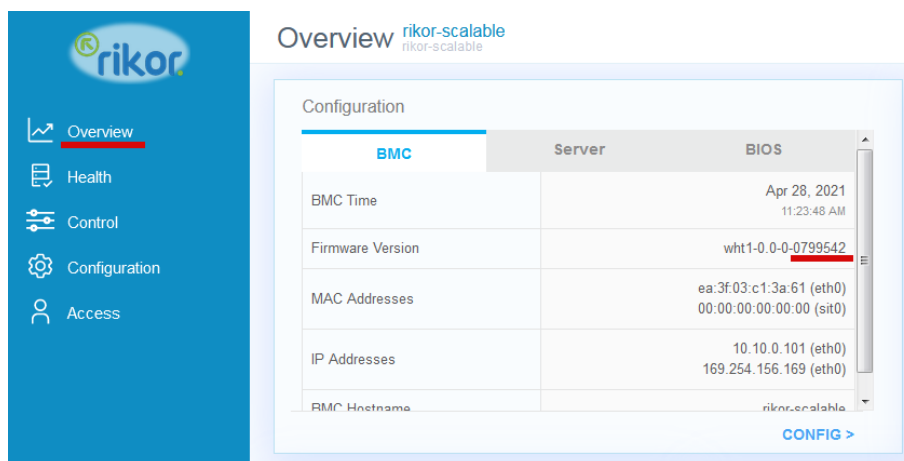 ® rikor
Overview rikor-scalable
rikor-scalable
Overview
Health
Control
Configuration
Access
Configuration
BMC Server BIOS
BMC Time Apr 28, 2021
11:23:48 AM
Firmware Version wht1-0.0-0-0799542
MAC Addresses ea:3f:03:c1:3a:61 (eth0)
00:00:00:00:00:00 (sit0)
IP Addresses 10.10.0.101 (eth0)
169.254.156.169 (eth0)
BMC Hostname rikor-scalable
CONFIG >